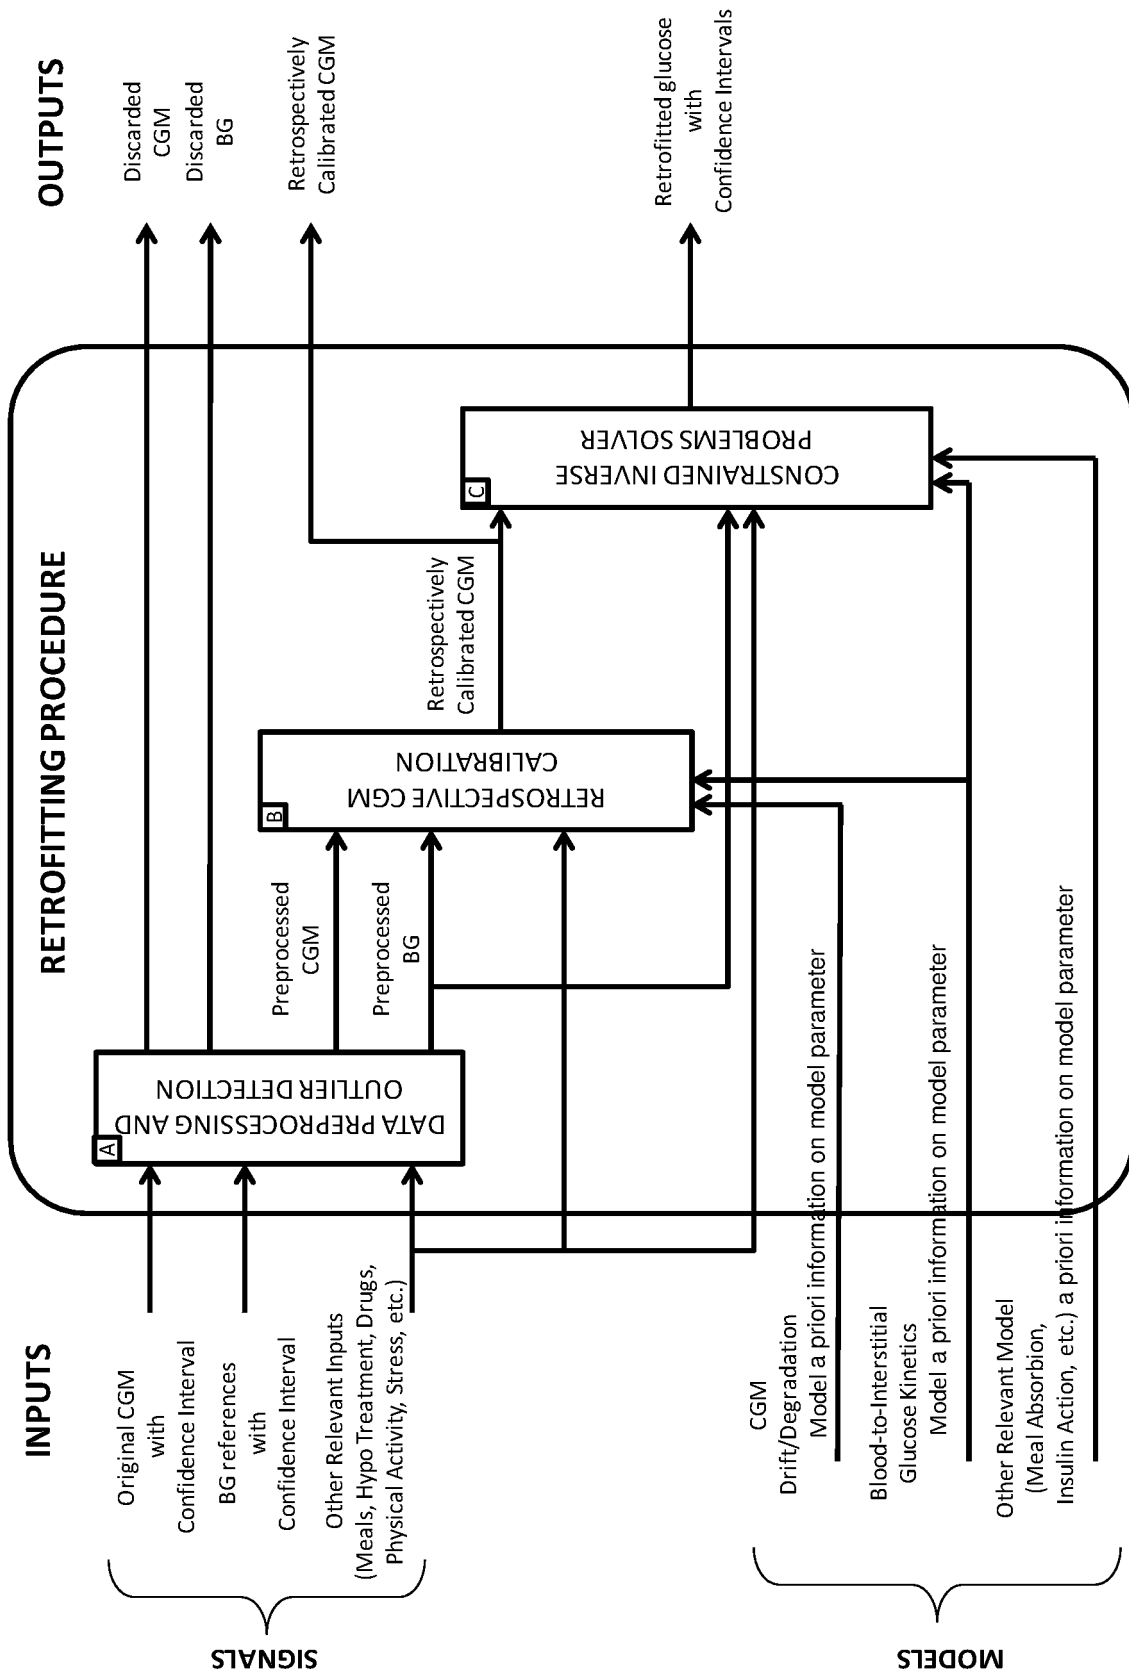 INPUTS
RETROFITTING PROCEDURE
OUTPUTS
SIGNALS
Original CGM
with
Confidence Interval
BG references
with
Confidence Interval
Other Relevant Inputs
(Meals, Hypo Treatment, Drugs,
Physical Activity, Stress, etc.)
MODELS
CGM
Drift/Degradation
Model a priori information on model parameter
Blood-to-Interstitial
Glucose Kinetics
Model a priori information on model parameter
Other Relevant Model
(Meal Absorbion,
Insulin Action, etc.) a priori information on model parameter
A
DATA PREPROCESSING AND
OUTLIER DETECTION
Preprocessed
CGM
Preprocessed
BG
B
RETROSPECTIVE CGM
CALIBRATION
Retrospectively
Calibrated CGM
C
CONSTRAINED INVERSE
PROBLEMS SOLVER
Discarded
CGM
Discarded
BG
Retrospectively
Calibrated CGM
Retrofitted glucose
with
Confidence Intervals